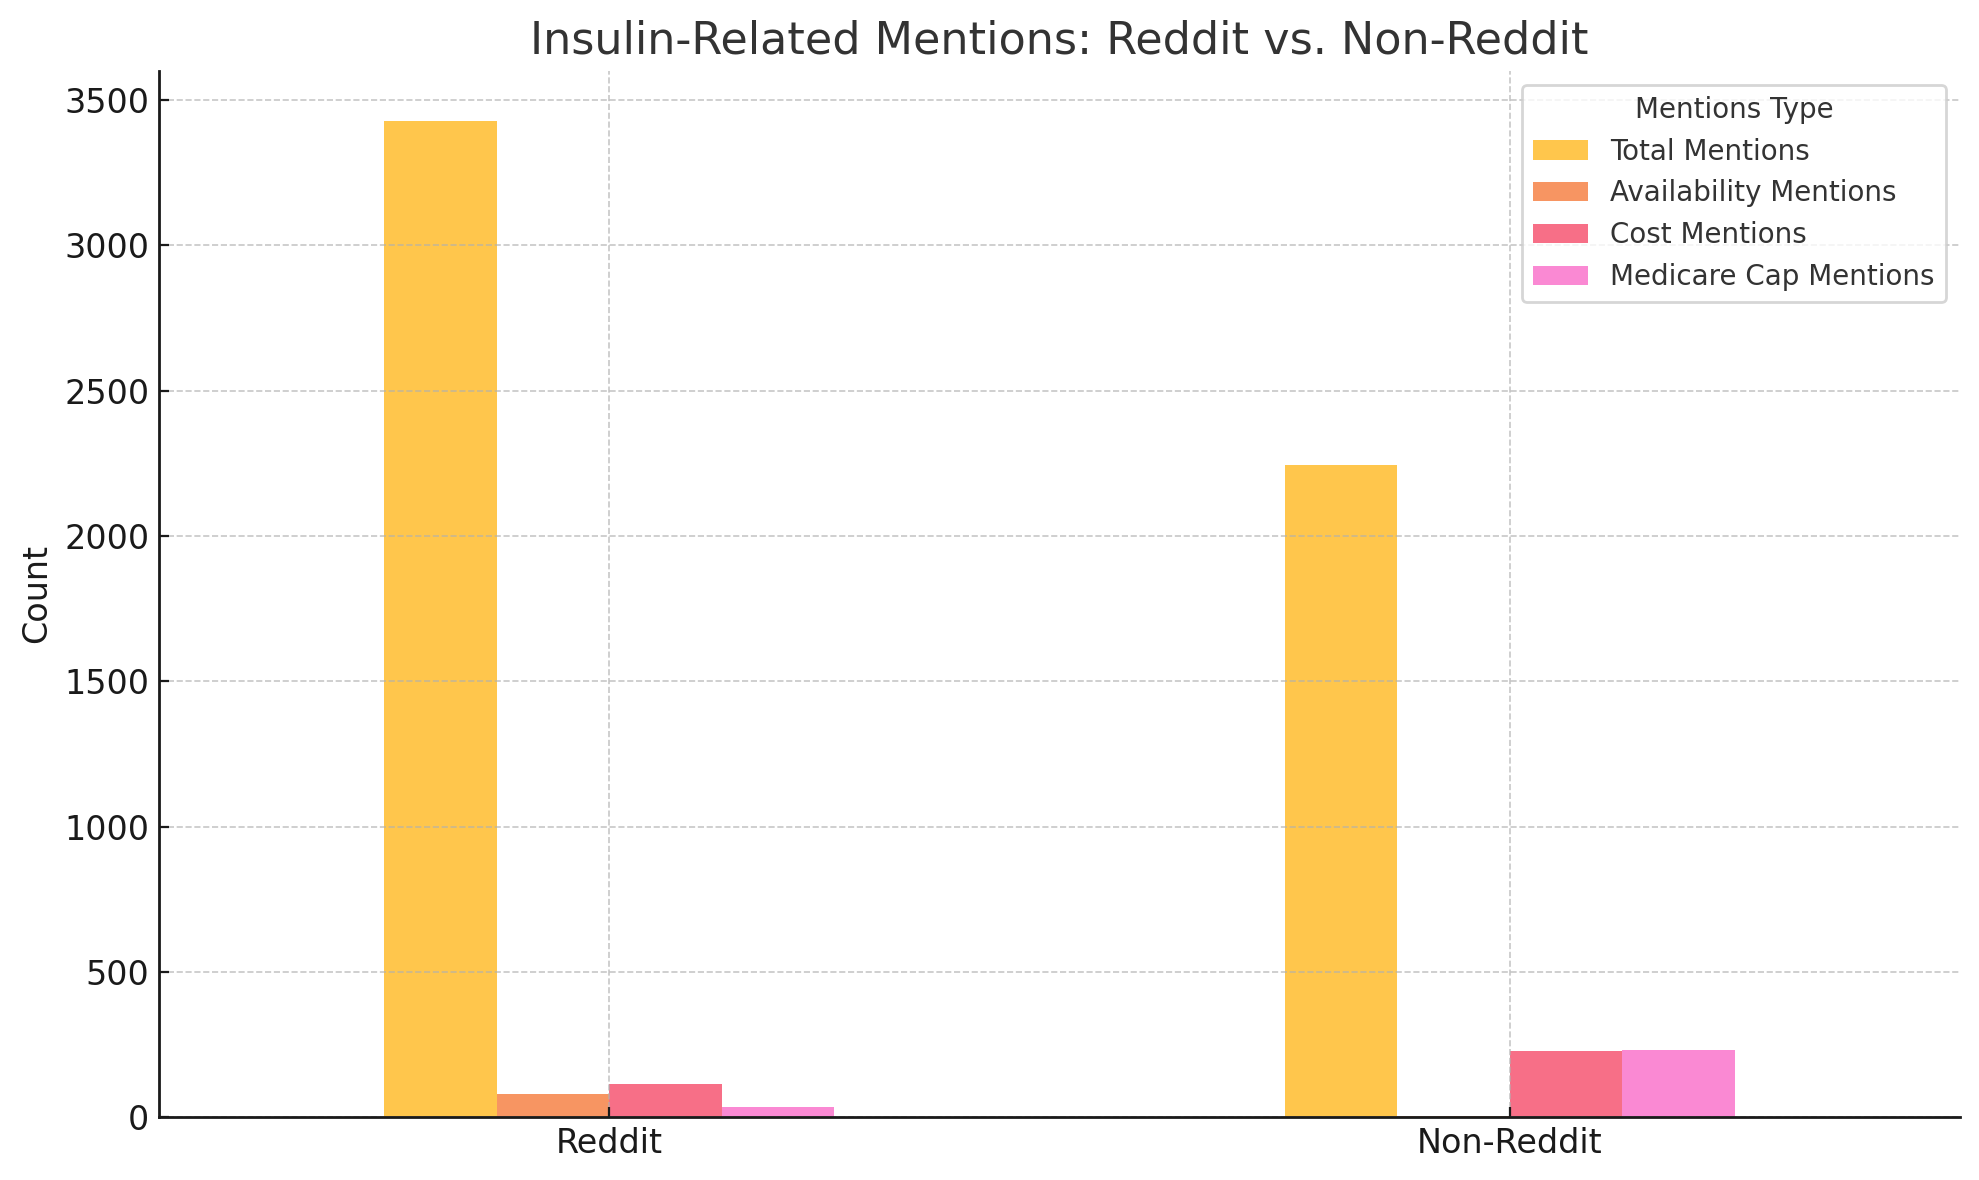 Insulin-Related Mentions: Reddit vs. Non-Reddit
Mentions Type
Total Mentions
Availability Mentions
Cost Mentions
Medicare Cap Mentions
Count
3500
3000
2500
2000
1500
1000
500
0
Reddit
Non-Reddit